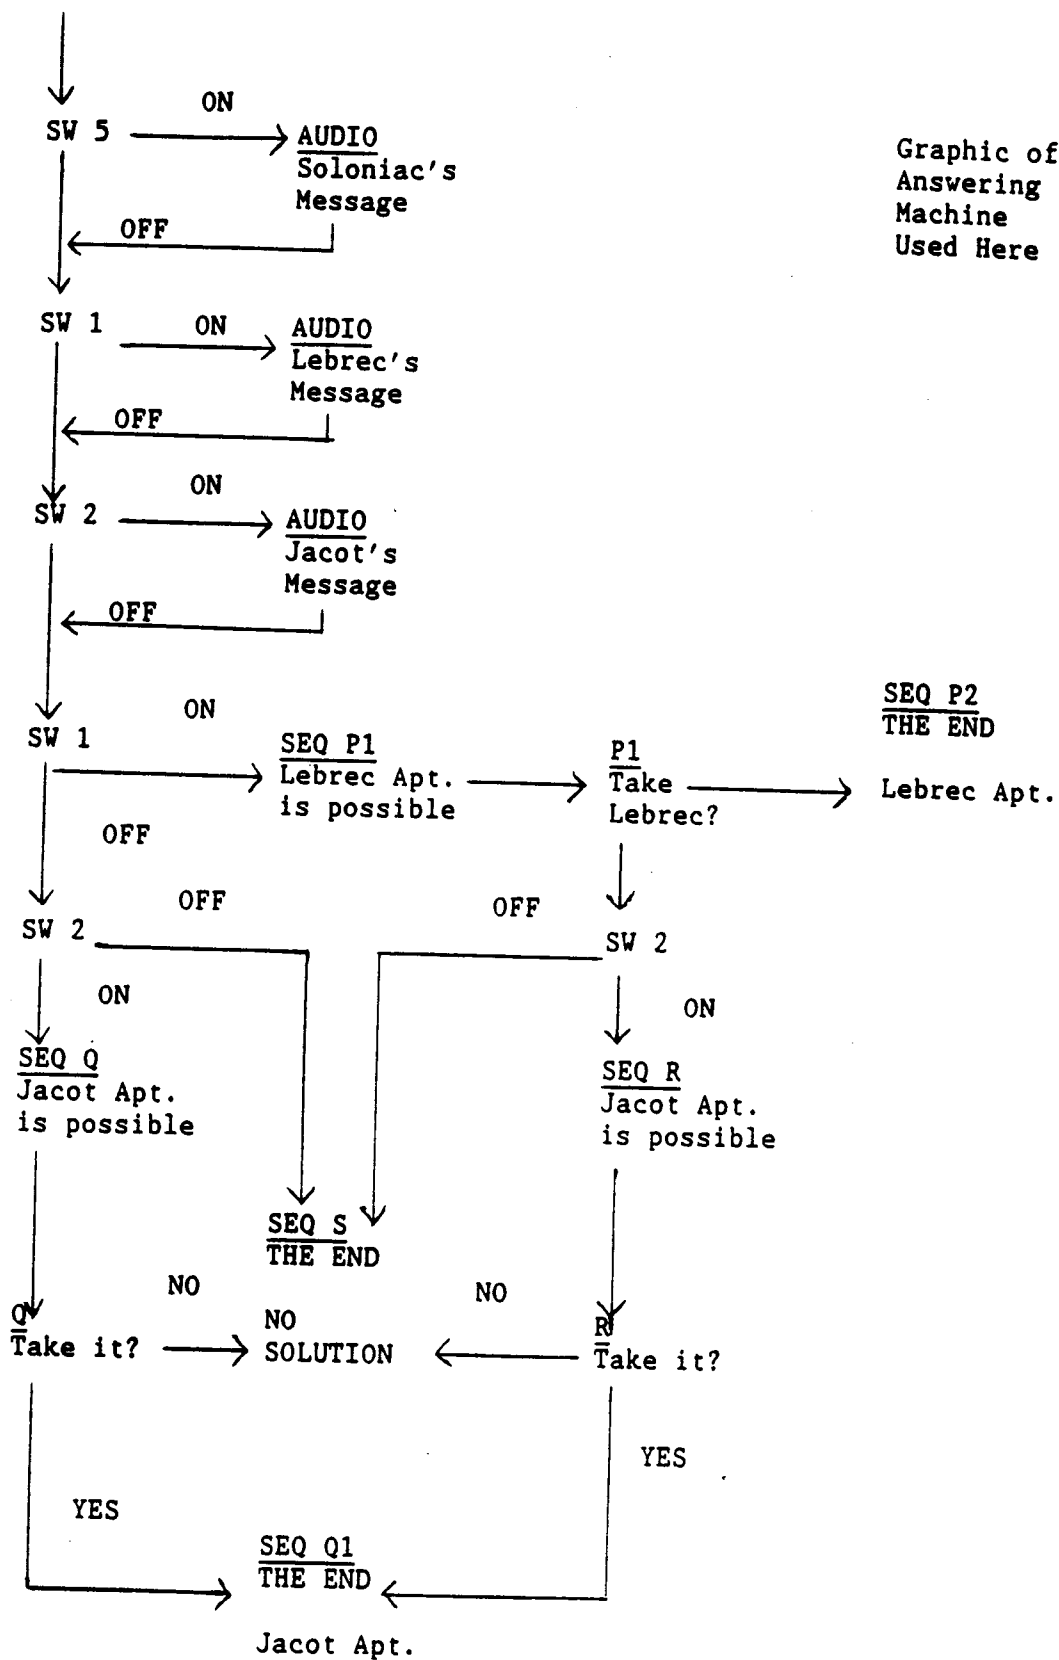 ON
SW 5
AUDIO
Soloniac's
Message
Graphic of
Answering
Machine
Used Here
OFF
SW 1
ON
AUDIO
Lebrec's
Message
OFF
ON
SW 2
AUDIO
Jacot's
Message
OFF
ON
SW 1
SEQ P1
Lebrec Apt.
is possible
P1
Take
Lebrec?
SEQ P2
THE END
Lebrec Apt.
OFF
OFF
OFF
SW 2
SW 2
ON
ON
SEQ Q
Jacot Apt.
is possible
SEQ R
Jacot Apt.
is possible
SEQ S
THE END
NO
NO
Q
Take it?
NO
SOLUTION
R
Take it?
YES
YES
SEQ Q1
THE END
Jacot Apt.